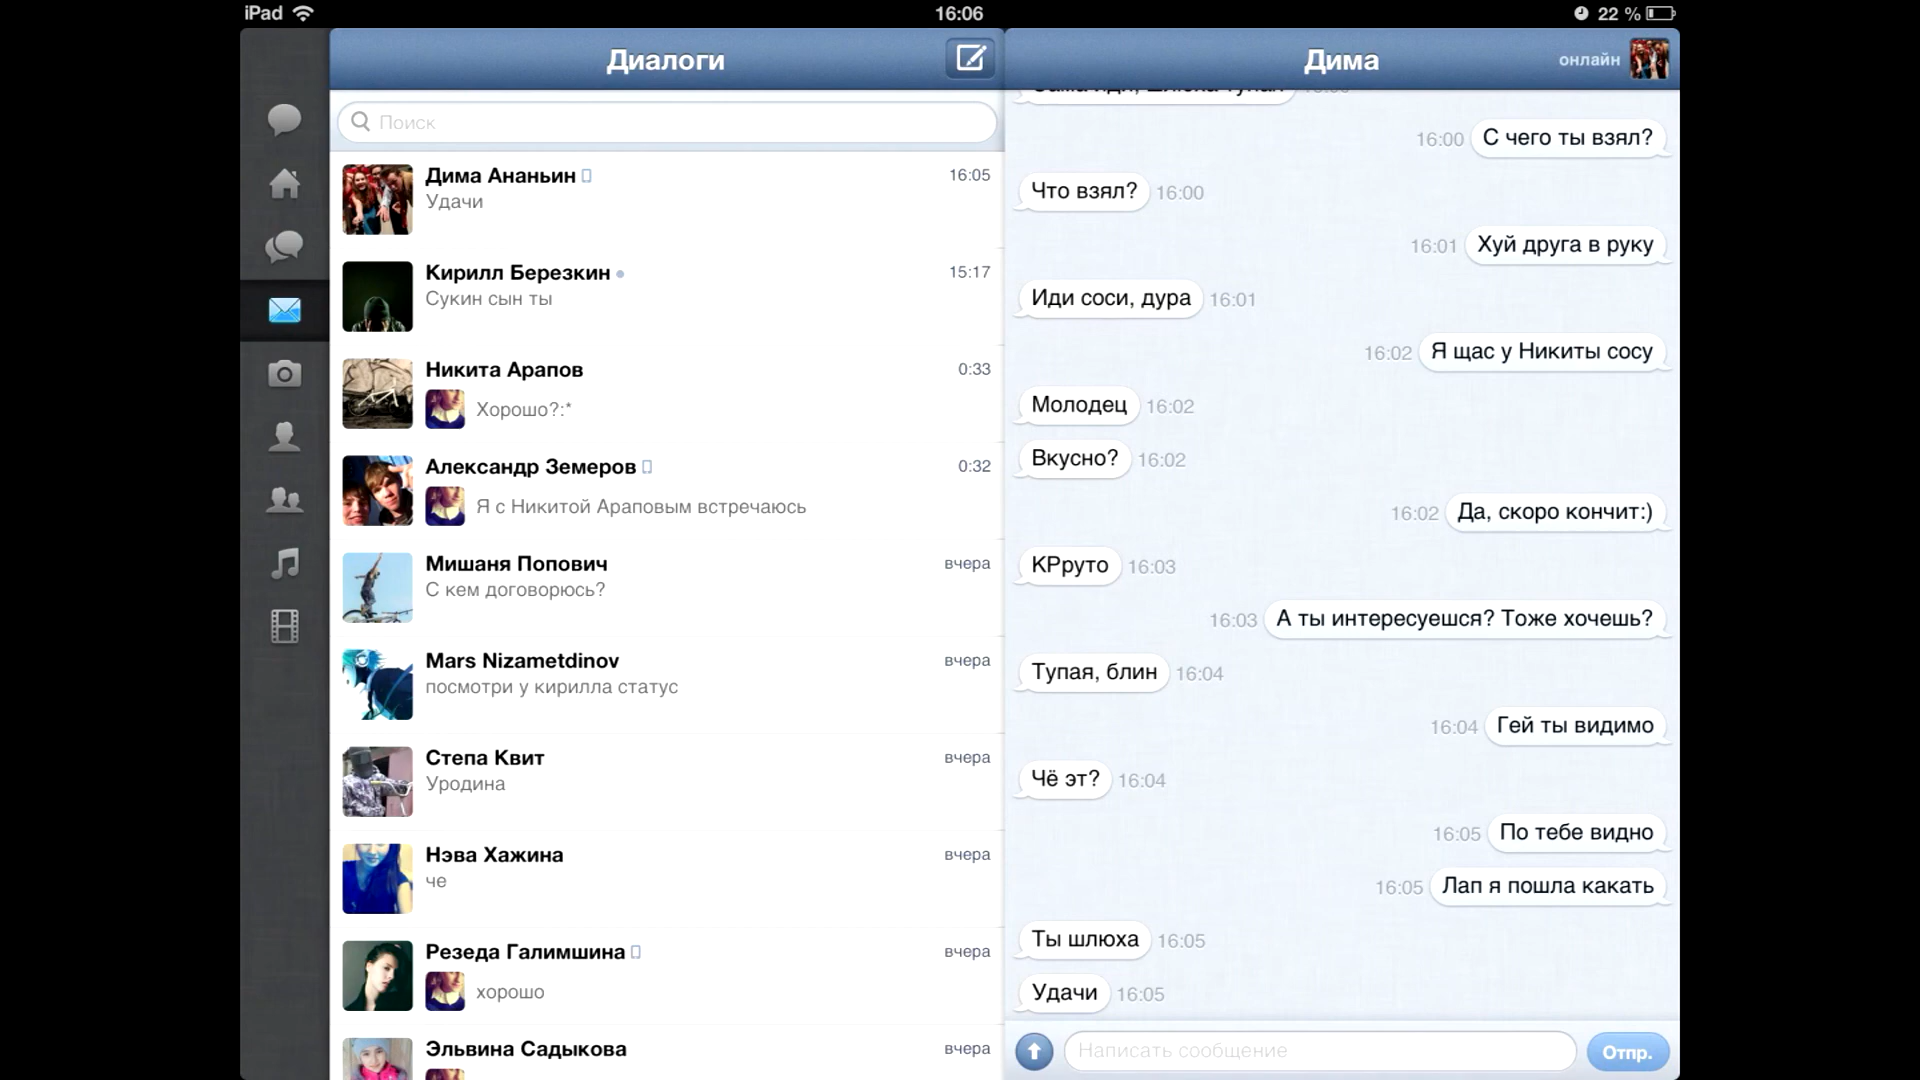 iPad
16:06
22 %
Диалоги
Поиск
Дима Ананьин
16:05
Удачи
Кирилл Березкин
15:17
Сукин сын ты
Никита Арапов
0:33
Хорошо?:*
Александр Земеров
0:32
Я с Никитой Араповым встречаюсь
Мишаня Попович
вчера
С кем договорюсь?
Mars Nizametdinov
вчера
посмотри у кирилла статус
Степа Квит
вчера
Уродина
Нэва Хажина
вчера
че
Резеда Галимшина
вчера
хорошо
Эльвина Садыкова
вчера
Дима
онлайн
16:00 С чего ты взял?
Что взял? 16:00
16:01 Хуй друга в руку
Иди соси, дура 16:01
16:02 Я щас у Никиты сосу
Молодец 16:02
Вкусно? 16:02
16:02 Да, скоро кончит:)
КРруто 16:03
16:03 А ты интересуешся? Тоже хочешь?
Тупая, блин 16:04
16:04 Гей ты видимо
Чё эт? 16:04
16:05 По тебе видно
16:05 Лап я пошла какать
Ты шлюха 16:05
Удачи 16:05
Написать сообщение
Отпр.